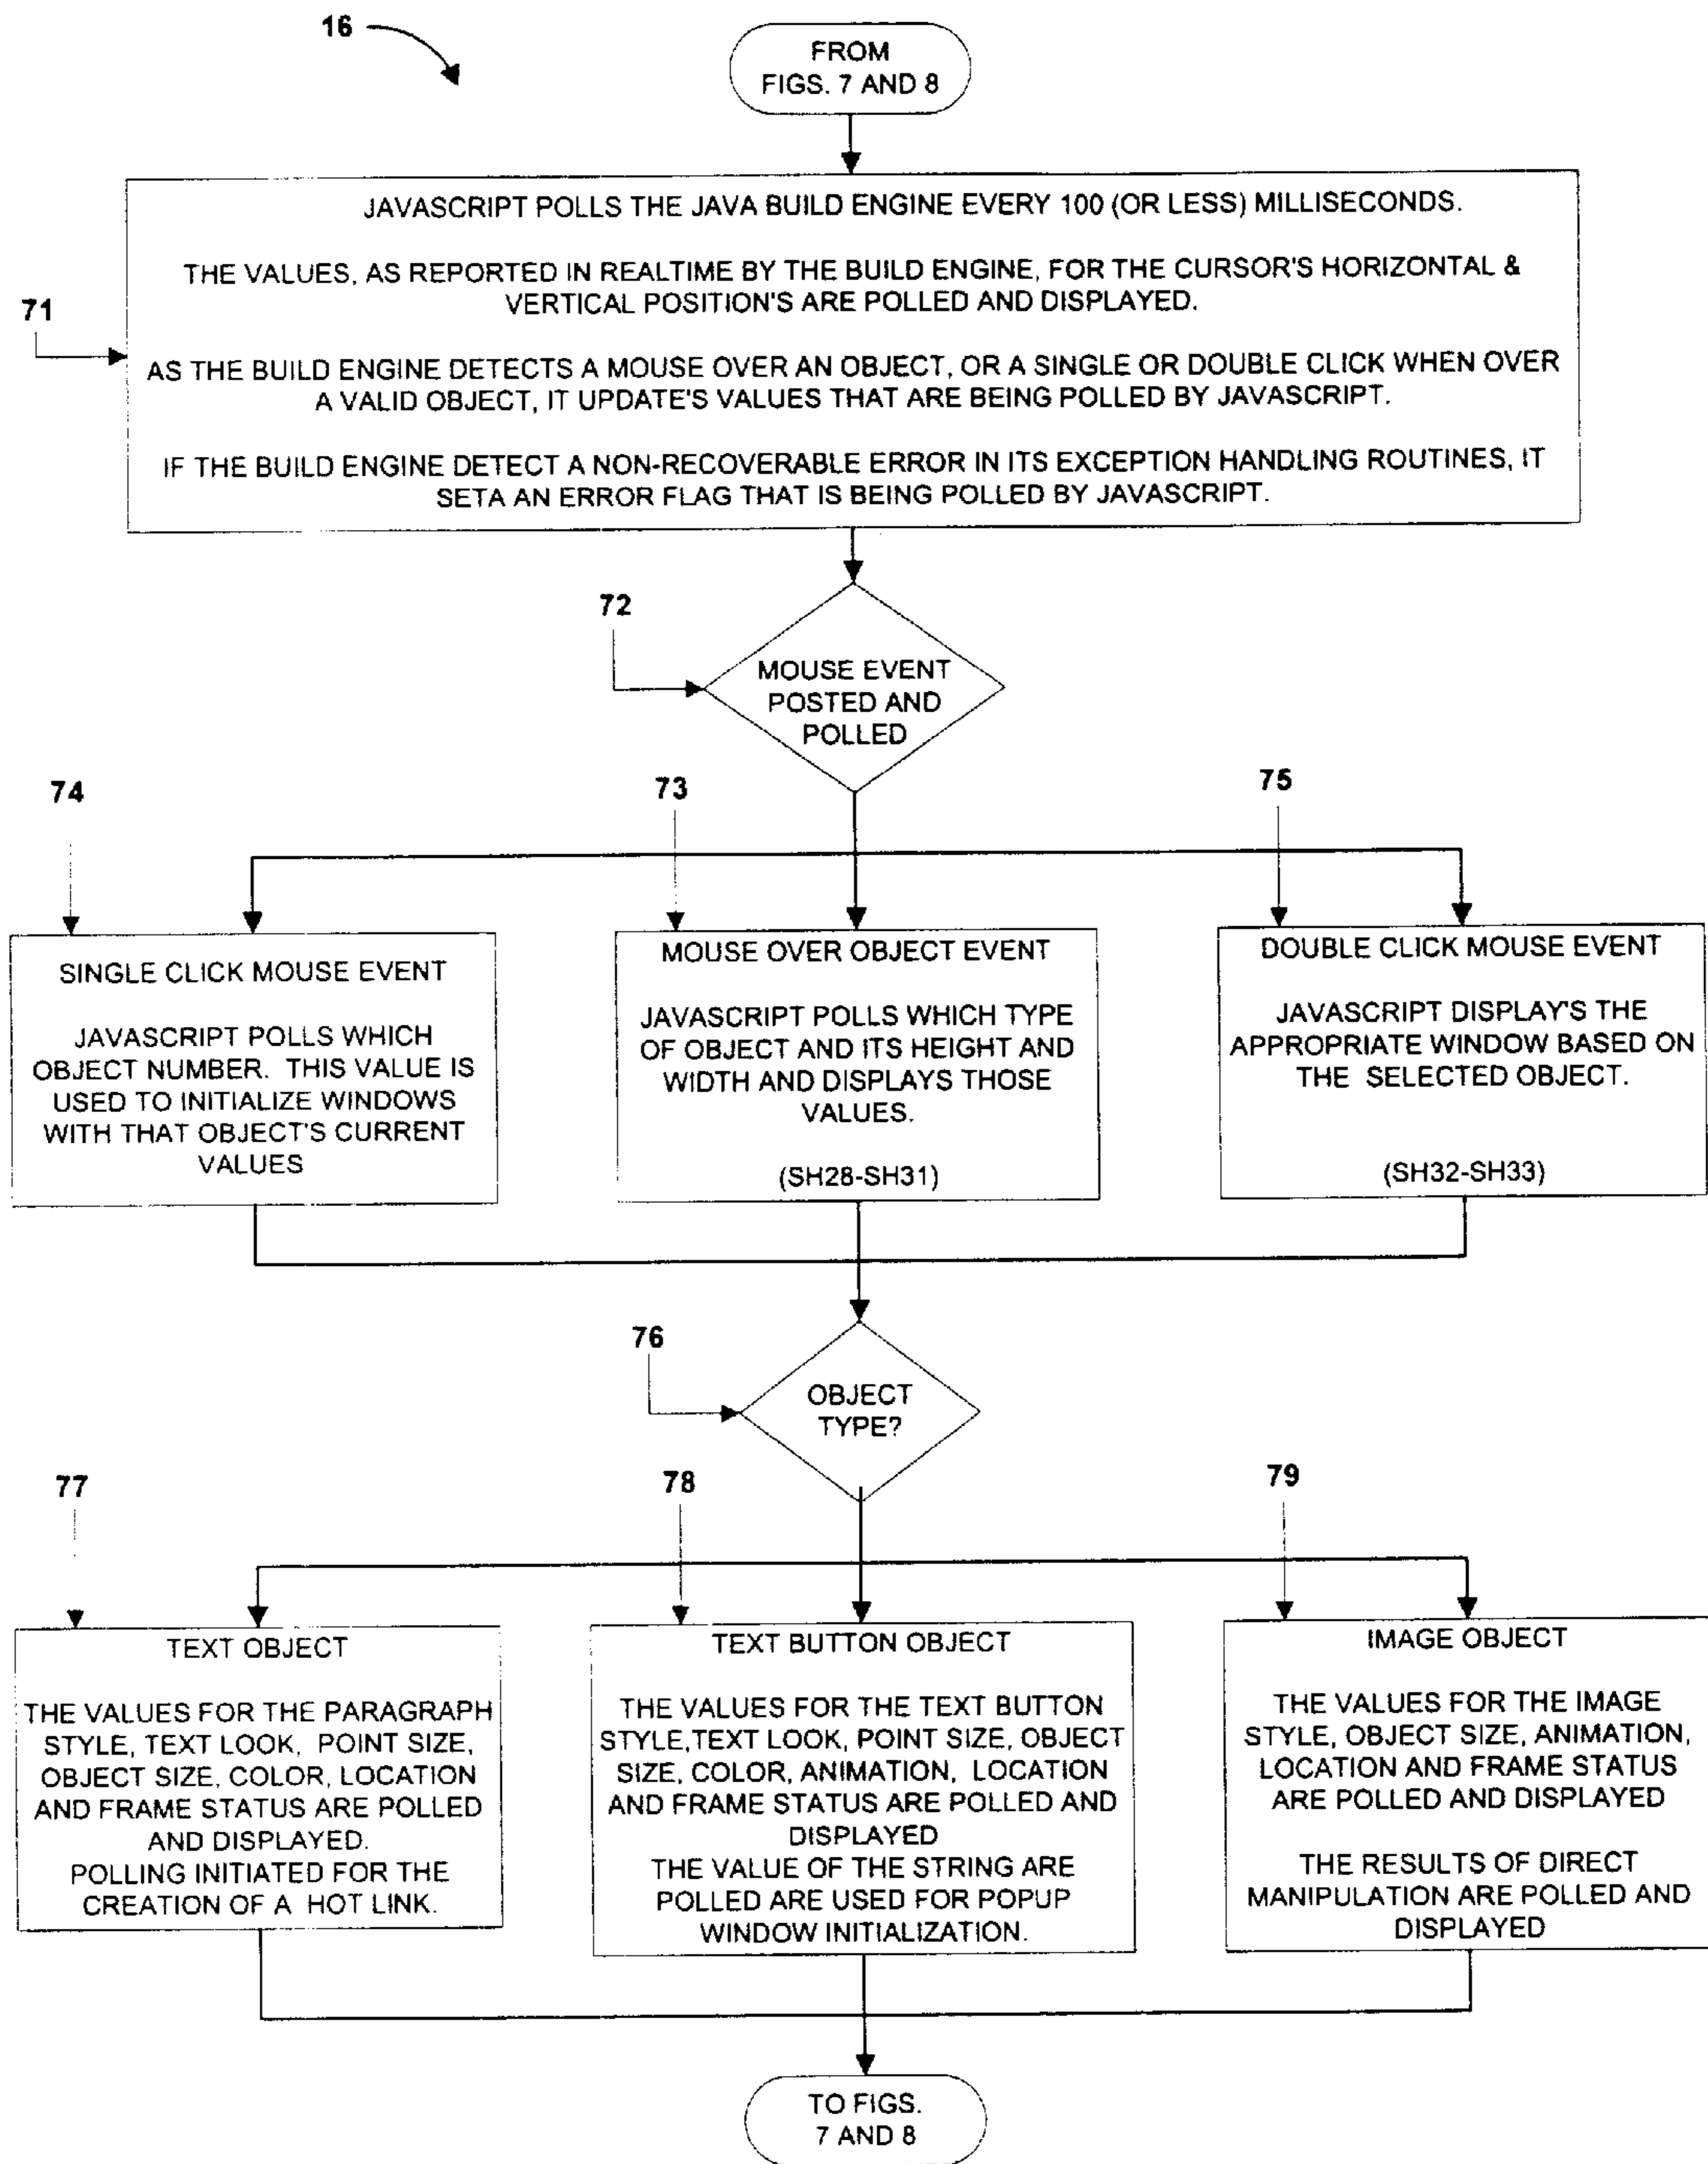 16
FROM
FIGS. 7 AND 8
JAVASCRIPT POLLS THE JAVA BUILD ENGINE EVERY 100 (OR LESS) MILLISECONDS.
THE VALUES, AS REPORTED IN REALTIME BY THE BUILD ENGINE, FOR THE CURSOR'S HORIZONTAL &
VERTICAL POSITION'S ARE POLLED AND DISPLAYED.
71
AS THE BUILD ENGINE DETECTS A MOUSE OVER AN OBJECT, OR A SINGLE OR DOUBLE CLICK WHEN OVER
A VALID OBJECT, IT UPDATE'S VALUES THAT ARE BEING POLLED BY JAVASCRIPT.
IF THE BUILD ENGINE DETECT A NON-RECOVERABLE ERROR IN ITS EXCEPTION HANDLING ROUTINES, IT
SETA AN ERROR FLAG THAT IS BEING POLLED BY JAVASCRIPT.
72
MOUSE EVENT
POSTED AND
POLLED
74
SINGLE CLICK MOUSE EVENT
JAVASCRIPT POLLS WHICH
OBJECT NUMBER. THIS VALUE IS
USED TO INITIALIZE WINDOWS
WITH THAT OBJECT'S CURRENT
VALUES
73
MOUSE OVER OBJECT EVENT
JAVASCRIPT POLLS WHICH TYPE
OF OBJECT AND ITS HEIGHT AND
WIDTH AND DISPLAYS THOSE
VALUES.
(SH28-SH31)
75
DOUBLE CLICK MOUSE EVENT
JAVASCRIPT DISPLAY'S THE
APPROPRIATE WINDOW BASED ON
THE SELECTED OBJECT.
(SH32-SH33)
76
OBJECT
TYPE?
77
TEXT OBJECT
THE VALUES FOR THE PARAGRAPH
STYLE, TEXT LOOK, POINT SIZE,
OBJECT SIZE, COLOR, LOCATION
AND FRAME STATUS ARE POLLED
AND DISPLAYED.
POLLING INITIATED FOR THE
CREATION OF A HOT LINK.
78
TEXT BUTTON OBJECT
THE VALUES FOR THE TEXT BUTTON
STYLE,TEXT LOOK, POINT SIZE, OBJECT
SIZE, COLOR, ANIMATION, LOCATION
AND FRAME STATUS ARE POLLED AND
DISPLAYED
THE VALUE OF THE STRING ARE
POLLED ARE USED FOR POPUP
WINDOW INITIALIZATION.
79
IMAGE OBJECT
THE VALUES FOR THE IMAGE
STYLE, OBJECT SIZE, ANIMATION,
LOCATION AND FRAME STATUS
ARE POLLED AND DISPLAYED
THE RESULTS OF DIRECT
MANIPULATION ARE POLLED AND
DISPLAYED
TO FIGS.
7 AND 8